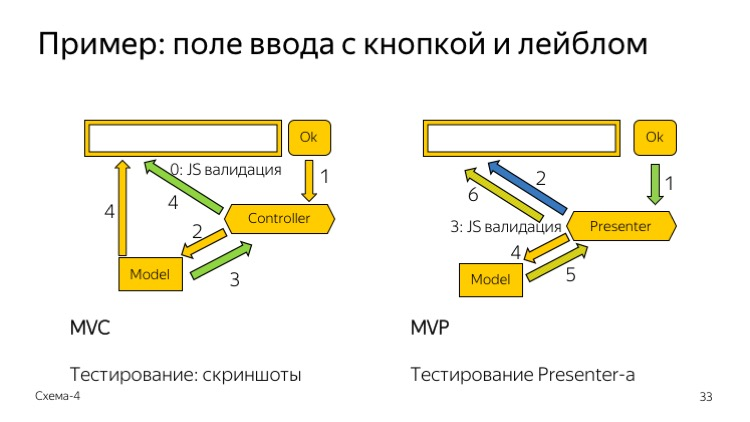 Пример: поле ввода с кнопкой и лейблом
Ok
0: JS валидация
1
4
4
Controller
2
Model
3
MVC
Тестирование: скриншоты
Ok
2
1
6
3: JS валидация
Presenter
4
Model
5
MVP
Тестирование Presenter-а
Схема-4
33